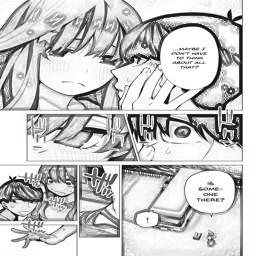 ...MAYBE I
DON'T HAVE
TO THINK
ABOUT ALL
THAT?
IS
SOME-
ONE
THERE?
!